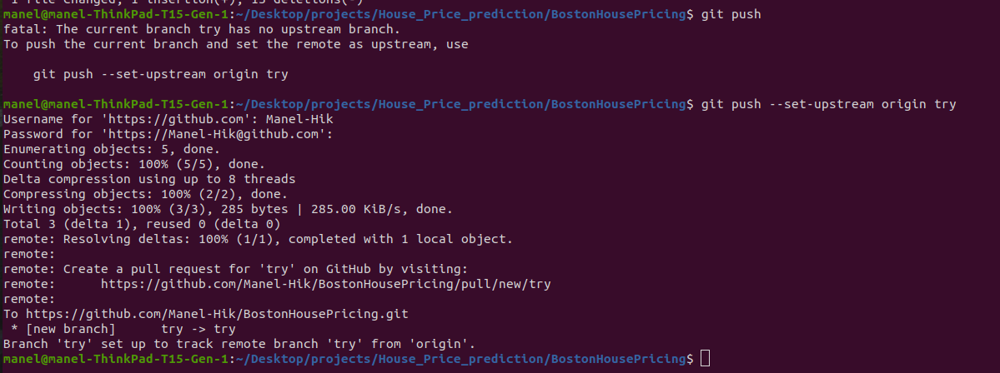 1 file changed, 1 insertion(+), 15 deletions(-)
manel@manel-ThinkPad-T15-Gen-1:~/Desktop/projects/House_Price_prediction/BostonHousePricing$ git push
fatal: The current branch try has no upstream branch.
To push the current branch and set the remote as upstream, use
git push --set-upstream origin try
manel@manel-ThinkPad-T15-Gen-1:~/Desktop/projects/House_Price_prediction/BostonHousePricing$ git push --set-upstream origin try
Username for 'https://github.com': Manel-Hik
Password for 'https://Manel-Hik@github.com':
Enumerating objects: 5, done.
Counting objects: 100% (5/5), done.
Delta compression using up to 8 threads
Compressing objects: 100% (2/2), done.
Writing objects: 100% (3/3), 285 bytes | 285.00 KiB/s, done.
Total 3 (delta 1), reused 0 (delta 0)
remote: Resolving deltas: 100% (1/1), completed with 1 local object.
remote:
remote: Create a pull request for 'try' on GitHub by visiting:
remote:      https://github.com/Manel-Hik/BostonHousePricing/pull/new/try
remote:
To https://github.com/Manel-Hik/BostonHousePricing.git
* [new branch]      try -> try
Branch 'try' set up to track remote branch 'try' from 'origin'.
manel@manel-ThinkPad-T15-Gen-1:~/Desktop/projects/House_Price_prediction/BostonHousePricing$